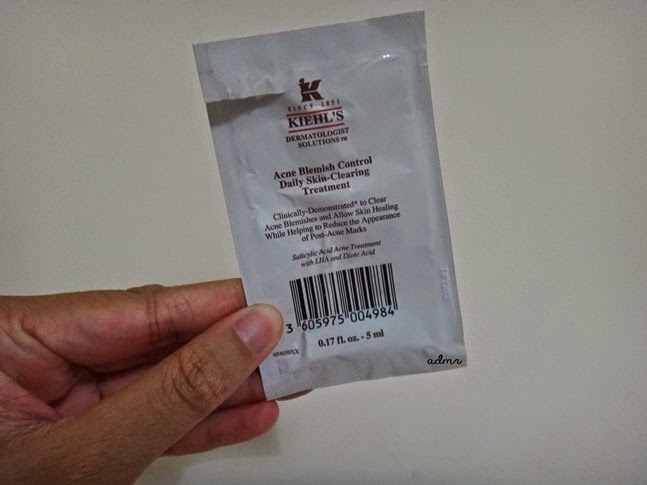 K
SINCE 1851
KIEHL'S
DERMATOLOGIST
SOLUTIONS™
Acne Blemish Control
Daily Skin-Clearing
Treatment
Clinically-Demonstrated* to Clear
Acne Blemishes and Allow Skin Healing
While Helping to Reduce the Appearance
of Post-Acne Marks
Salicylic Acid Acne Treatment
with LHA and Dioic Acid
3 605975 004984
0.17 fl. oz. - 5 ml
admr